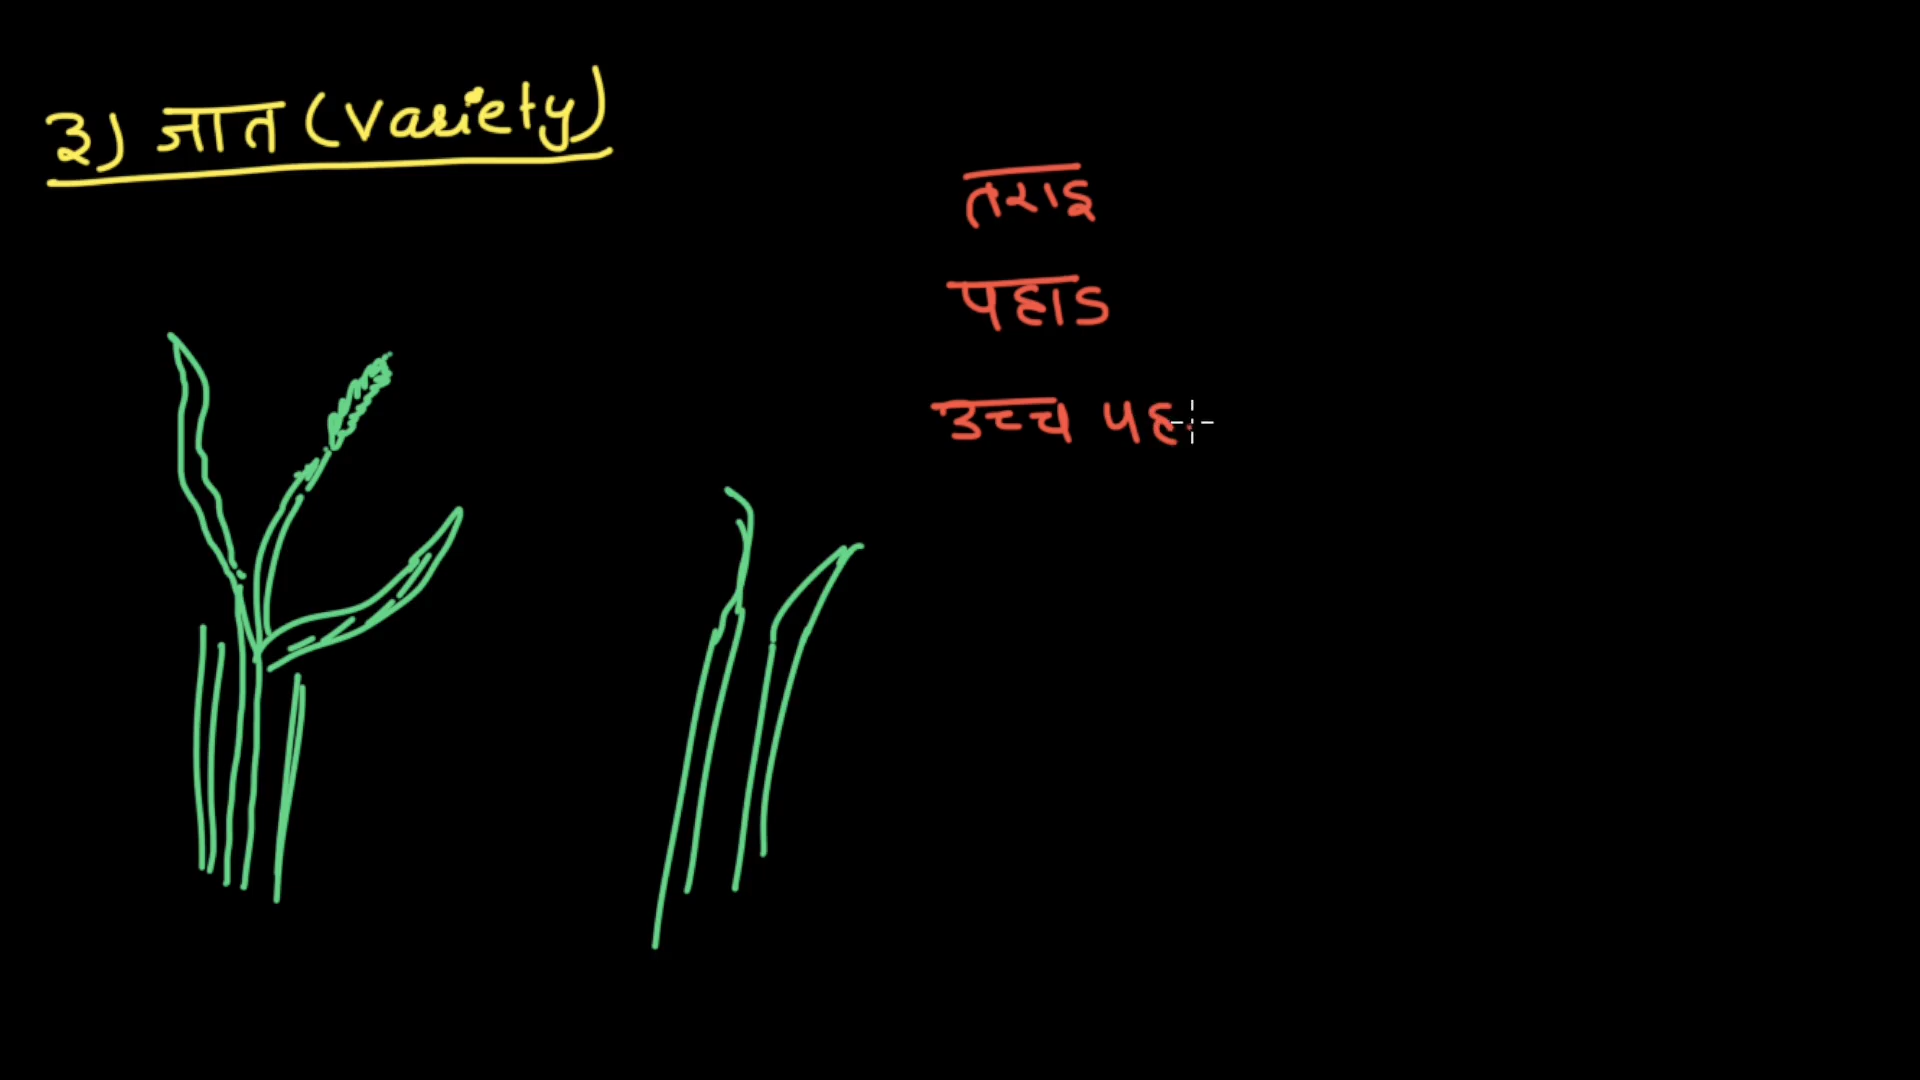 ३) जात (variety)
तराइ
पहाड
उच्च पह